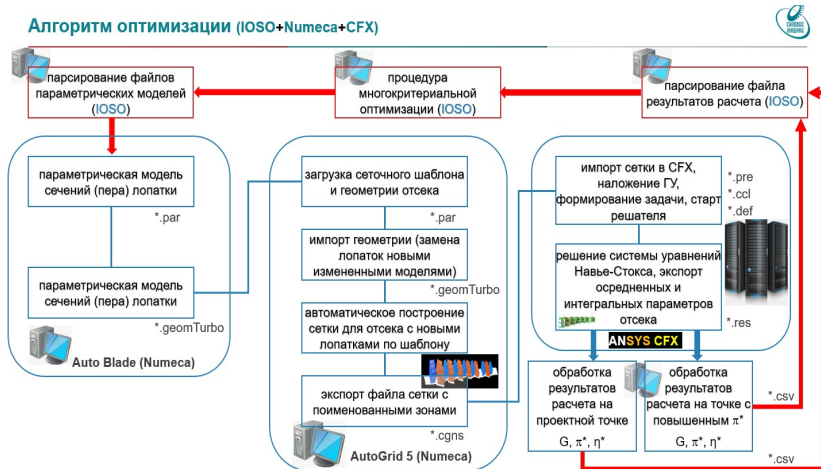 Алгоритм оптимизации (IOSO+Numeca+CFX)
парсирование файлов
параметрических моделей
(IOSO)
процедура
многокритериальной
оптимизации (IOSO)
парсирование файла
результатов расчета (IOSO)
параметрическая модель
сечений (пера) лопатки
*.par
параметрическая модель
сечений (пера) лопатки
*.geomTurbo
Auto Blade (Numeca)
загрузка сеточного шаблона
и геометрии отсека
*.par
импорт геометрии (замена
лопаток новыми
измененными моделями)
*.geomTurbo
автоматическое построение
сетки для отсека с новыми
лопатками по шаблону
экспорт файла сетки с
поименованными зонами
*.cgns
AutoGrid 5 (Numeca)
импорт сетки в CFX,
наложение ГУ,
формирование задачи, старт
решателя
*.pre
*.ccl
*.def
решение системы уравнений
Навье-Стокса, экспорт
осредненных и
интегральных параметров
отсека
*.res
ANSYS CFX
обработка
результатов
расчета на
проектной точке
G, π*, η*
обработка
результатов
расчета на точке с
повышенным π*
G, π*, η*
*.csv
*.csv